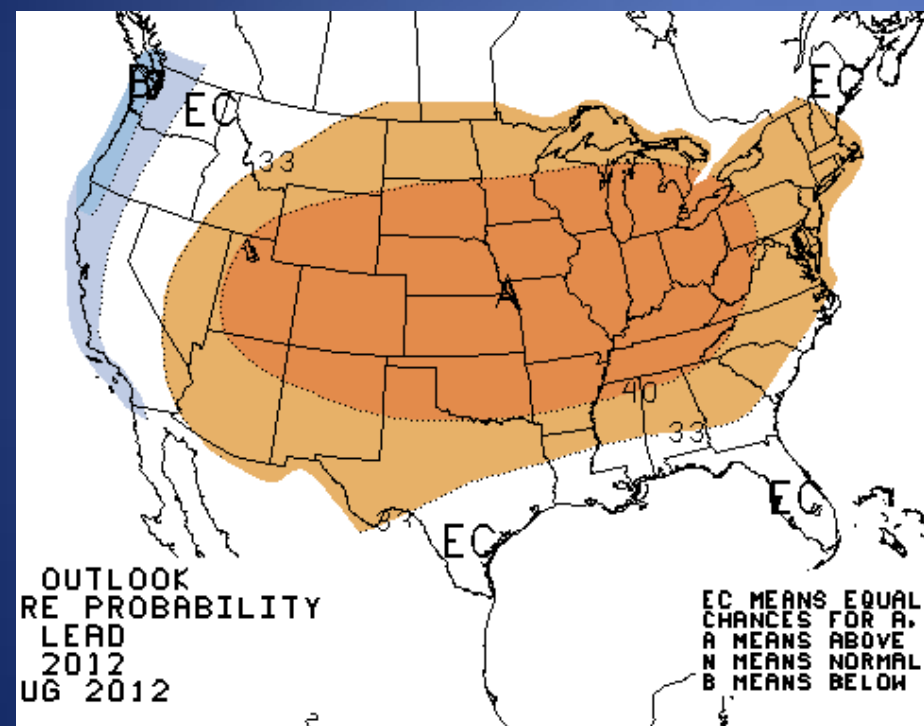 B
EC
EC
33
A
40
33
33
EC
EC
OUTLOOK
RE PROBABILITY
LEAD
2012
UG 2012
EC MEANS EQUAL
CHANCES FOR A,
A MEANS ABOVE
N MEANS NORMAL
B MEANS BELOW